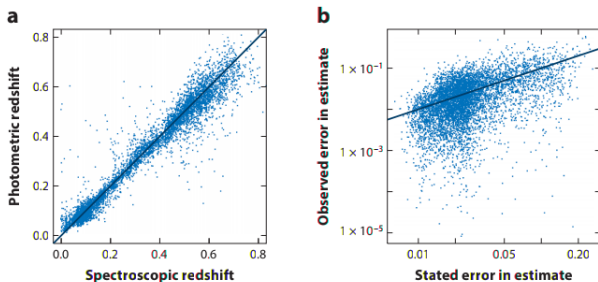 a
Photometric redshift
0.8
0.6
0.4
0.2
0.0
0.0 0.2 0.4 0.6 0.8
Spectroscopic redshift
b
Observed error in estimate
1 × 10⁻¹
1 × 10⁻³
1 × 10⁻⁵
0.01 0.05 0.20
Stated error in estimate